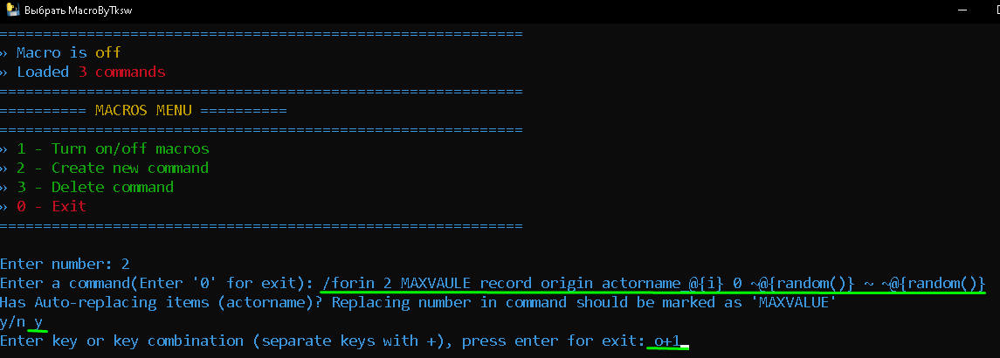 Выбрать MacroByTksw
============================================================
» Macro is off
» Loaded 3 commands
============================================================
========== MACROS MENU ==========
============================================================
» 1 - Turn on/off macros
» 2 - Create new command
» 3 - Delete command
» 0 - Exit
============================================================
Enter number: 2
Enter a command(Enter '0' for exit): /forin 2 MAXVAULE record origin actorname_@{i} 0 ~@{random()} ~ ~@{random()}
Has Auto-replacing items (actorname)? Replacing number in command should be marked as 'MAXVALUE'
y/n y
Enter key or key combination (separate keys with +), press enter for exit: o+1